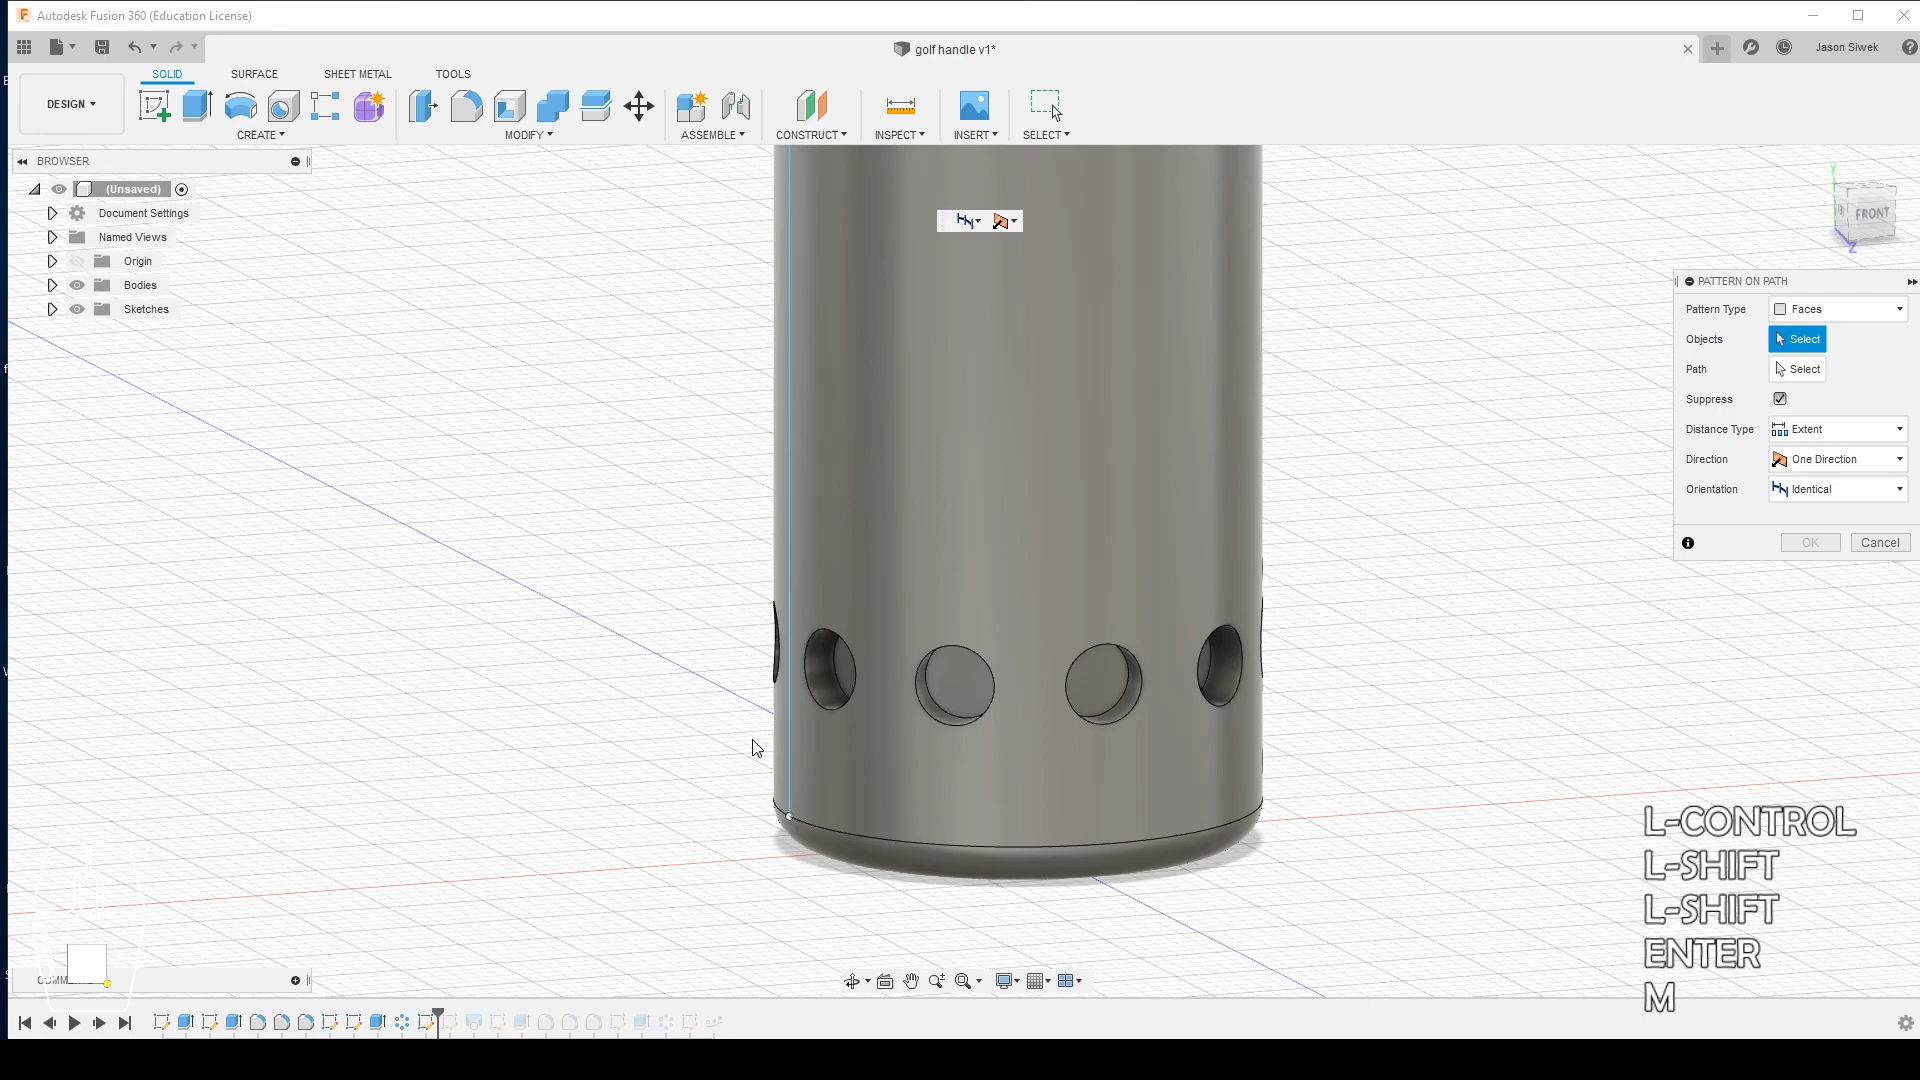 Autodesk Fusion 360 (Education License)
golf handle v1*
Jason Siwek
SOLID SURFACE SHEET METAL TOOLS
DESIGN
CREATE MODIFY ASSEMBLE CONSTRUCT INSPECT INSERT SELECT
BROWSER
(Unsaved)
Document Settings
Named Views
Origin
Bodies
Sketches
Y
FRONT
Z
PATTERN ON PATH
Pattern Type Faces
Objects Select
Path Select
Suppress
Distance Type Extent
Direction One Direction
Orientation Identical
OK Cancel
L-CONTROL
L-SHIFT
L-SHIFT
ENTER
M